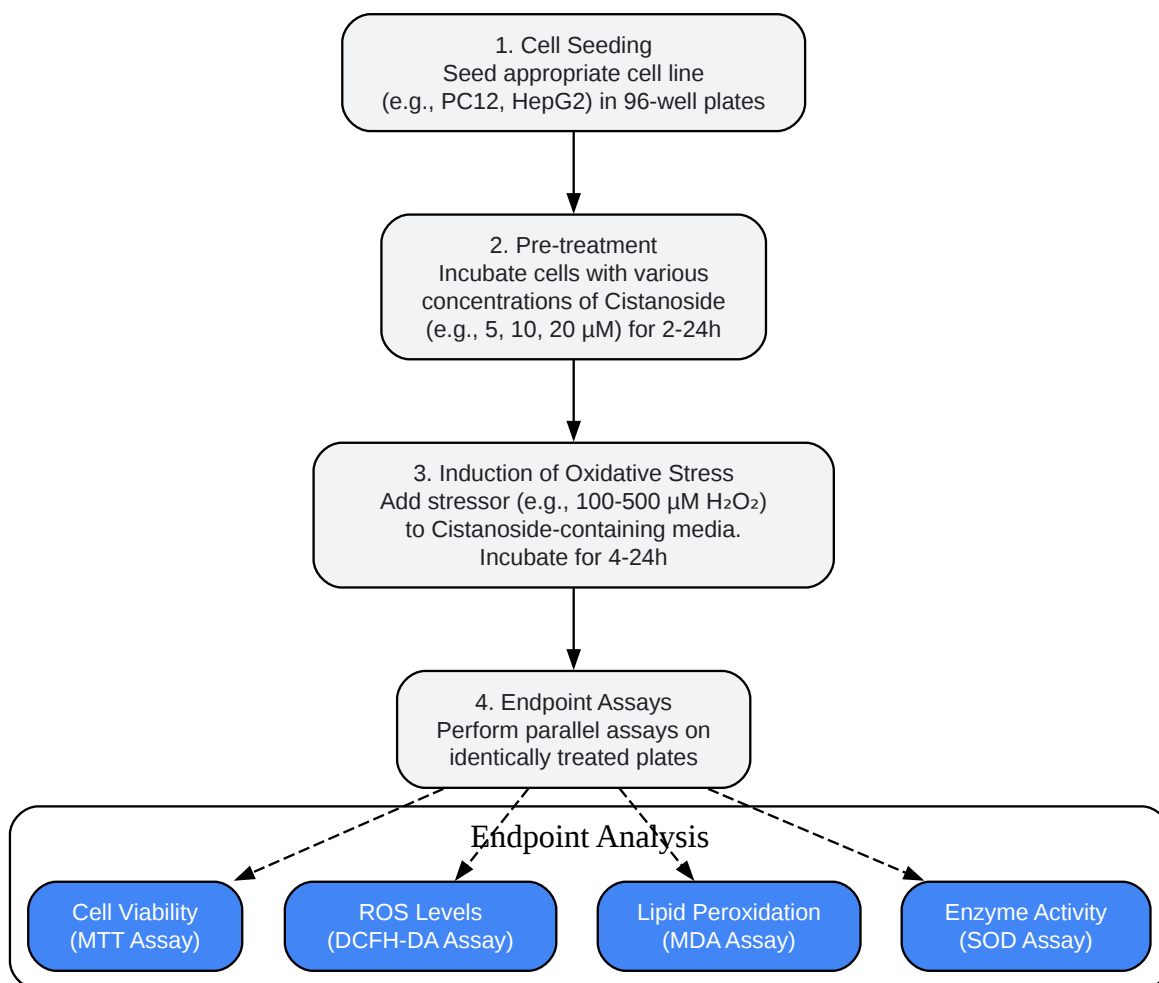 1. Cell Seeding
Seed appropriate cell line
(e.g., PC12, HepG2) in 96-well plates
2. Pre-treatment
Incubate cells with various
concentrations of Cistanoside
(e.g., 5, 10, 20 µM) for 2-24h
3. Induction of Oxidative Stress
Add stressor (e.g., 100-500 µM H₂O₂)
to Cistanoside-containing media.
Incubate for 4-24h
4. Endpoint Assays
Perform parallel assays on
identically treated plates
Endpoint Analysis
Cell Viability
(MTT Assay)
ROS Levels
(DCFH-DA Assay)
Lipid Peroxidation
(MDA Assay)
Enzyme Activity
(SOD Assay)